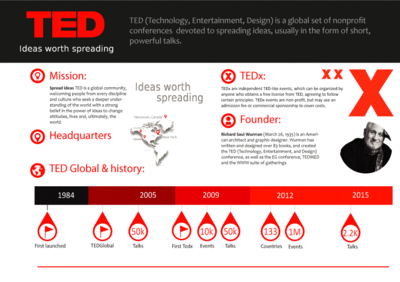 TED
Ideas worth spreading
TED (Technology, Entertainment, Design) is a global set of nonprofit
conferences devoted to spreading ideas, usually in the form of short,
powerful talks.
Mission:
Spread ideas TED is a global community,
welcoming people from every discipline
and culture who seek a deeper under-
standing of the world with a strong
belief in the power of ideas to change
attitudes, lives and, ultimately, the
world.
Headquarters
Ideas worth
spreading
TEDx:
TEDx are independent TED-like events, which can be organized by
anyone who obtains a free license from TED, agreeing to follow
certain principles. TEDx events are non-profit, but may use an
admission fee or commercial sponsorship to cover costs.
x x X
Founder:
Richard Saul Wurman (March 26, 1935) is an Ameri-
can architect and graphic designer. Wurman has
written and designed over 83 books, and created
the TED (Technology, Entertainment, and Design)
conference, as well as the EG conference, TEDMED
and the WWW suite of gatherings
TED Global & history:
1984 2005 2009 2012 2015
50k 10k 50k 133 1M 2.2K
First launched TEDGlobal Talks First Tedx Events Talks Countries Events Talks